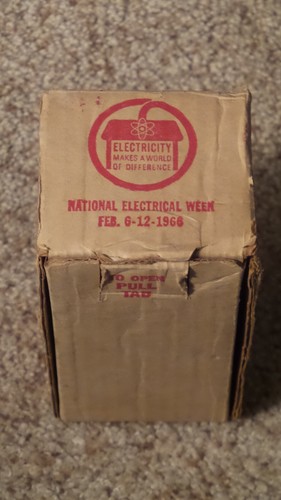 ELECTRICITY
MAKES A WORLD
OF DIFFERENCE
NATIONAL ELECTRICAL WEEK
FEB. 6-12-1966
TO OPEN
PULL
TAB